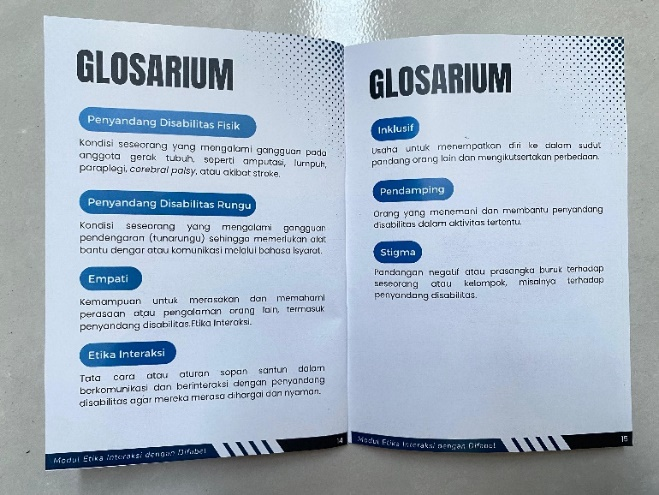 GLOSARIUM
Penyandang Disabilitas Fisik
Kondisi seseorang yang mengalami gangguan pada
anggota gerak tubuh, seperti amputasi, lumpuh,
paraplegi, cerebral palsy, atau akibat stroke.
Penyandang Disabilitas Rungu
Kondisi seseorang yang mengalami gangguan
pendengaran (tunarungu) sehingga memerlukan alat
bantu dengar atau komunikasi melalui bahasa isyarat.
Empati
Kemampuan untuk merasakan dan memahami
perasaan atau pengalaman orang lain, termasuk
penyandang disabilitas.Etika Interaksi.
Etika Interaksi
Tata cara atau aturan sopan santun dalam
berkomunikasi dan berinteraksi dengan penyandang
disabilitas agar mereka merasa dihargai dan nyaman.
Modul Etika Interaksi dengan Difabel
14
GLOSARIUM
Inklusif
Usaha untuk menempatkan diri ke dalam sudut
pandang orang lain dan mengikutsertakan perbedaan.
Pendamping
Orang yang menemani dan membantu penyandang
disabilitas dalam aktivitas tertentu.
Stigma
Pandangan negatif atau prasangka buruk terhadap
seseorang atau kelompok, misalnya terhadap
penyandang disabilitas.
Modul Etika Interaksi dengan Difabel
15